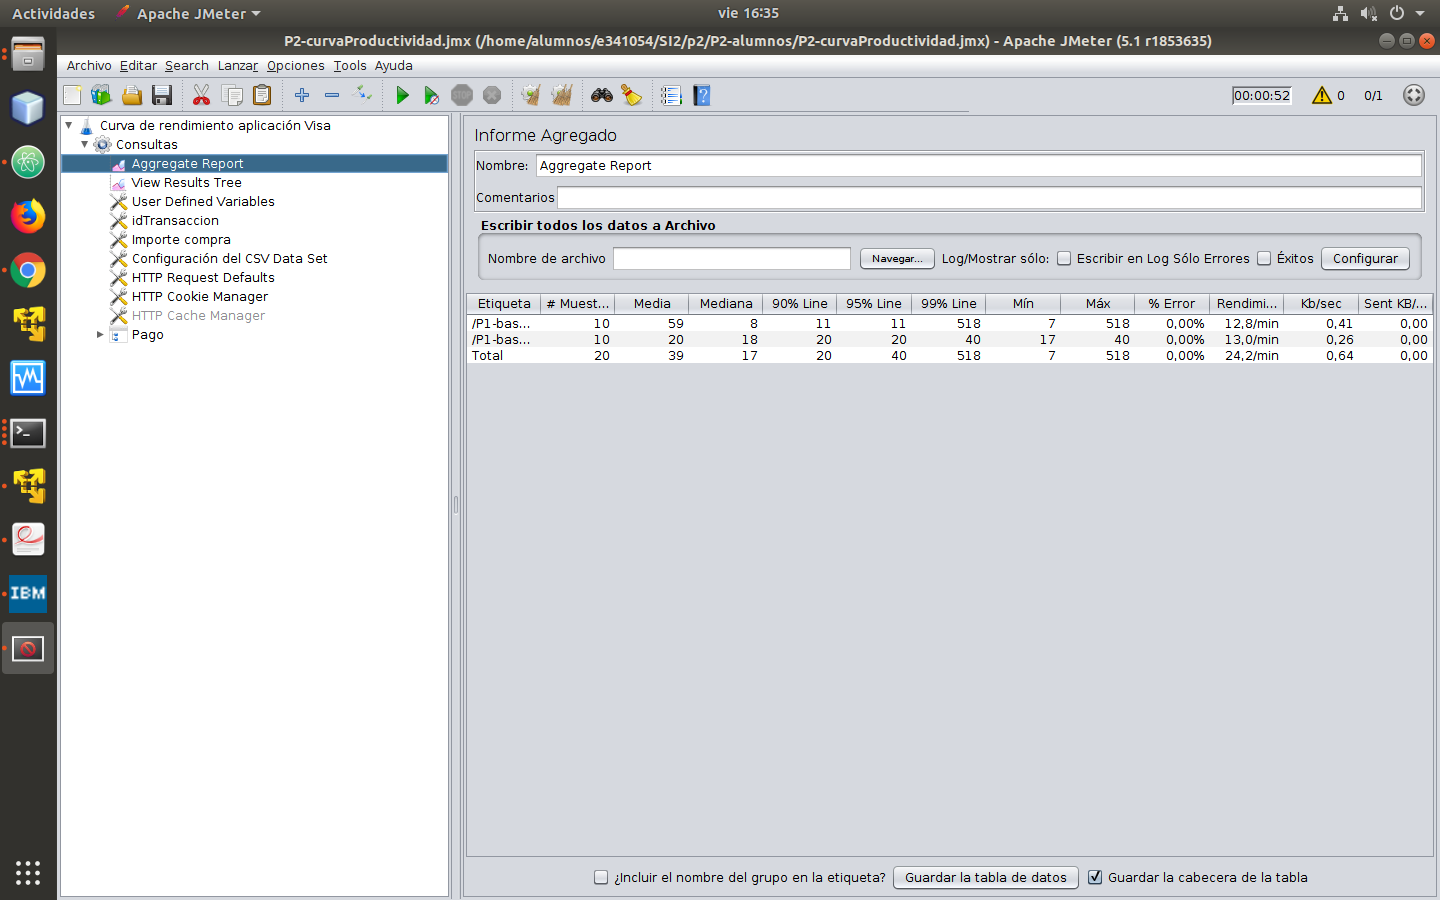 Actividades Apache JMeter vie 16:35
P2-curvaProductividad.jmx (/home/alumnos/e341054/SI2/p2/P2-alumnos/P2-curvaProductividad.jmx) - Apache JMeter (5.1 r1853635)
Archivo Editar Search Lanzar Opciones Tools Ayuda
STOP 00:00:52 0 0/1
Curva de rendimiento aplicación Visa
Consultas
Aggregate Report
View Results Tree
User Defined Variables
idTransaccion
Importe compra
Configuración del CSV Data Set
HTTP Request Defaults
HTTP Cookie Manager
HTTP Cache Manager
Pago
IBM
Informe Agregado
Nombre: Aggregate Report
Comentarios
Escribir todos los datos a Archivo
Nombre de archivo Navegar... Log/Mostrar sólo: Escribir en Log Sólo Errores Éxitos Configurar
Etiqueta # Muest... Media Mediana 90% Line 95% Line 99% Line Mín Máx % Error Rendimi... Kb/sec Sent KB/...
/P1-bas... 10 59 8 11 11 518 7 518 0,00% 12,8/min 0,41 0,00
/P1-bas... 10 20 18 20 20 40 17 40 0,00% 13,0/min 0,26 0,00
Total 20 39 17 20 40 518 7 518 0,00% 24,2/min 0,64 0,00
¿Incluir el nombre del grupo en la etiqueta? Guardar la tabla de datos Guardar la cabecera de la tabla